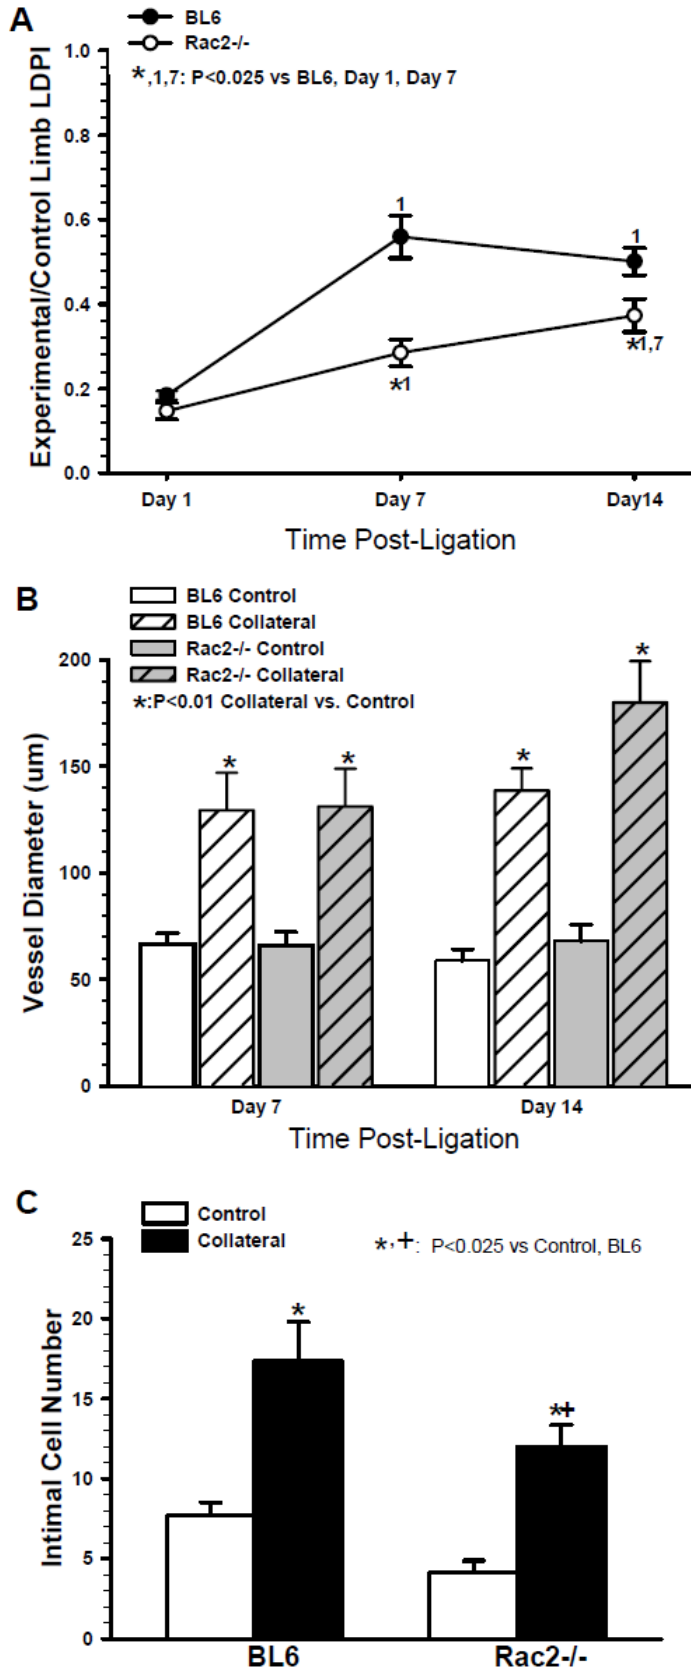 A
BL6
Rac2-/-
*,1,7: P<0.025 vs BL6, Day 1, Day 7
Experimental/Control Limb LDPI
1.0
0.8
0.6
0.4
0.2
0.0
1
1
*1
*1,7
Day 1
Day 7
Day14
Time Post-Ligation
B
BL6 Control
BL6 Collateral
Rac2-/- Control
Rac2-/- Collateral
*:P<0.01 Collateral vs. Control
Vessel Diameter (um)
200
150
100
50
0
*
*
*
*
Day 7
Day 14
Time Post-Ligation
C
Control
Collateral
*,+: P<0.025 vs Control, BL6
Intimal Cell Number
25
20
15
10
5
0
*
*+
BL6
Rac2-/-